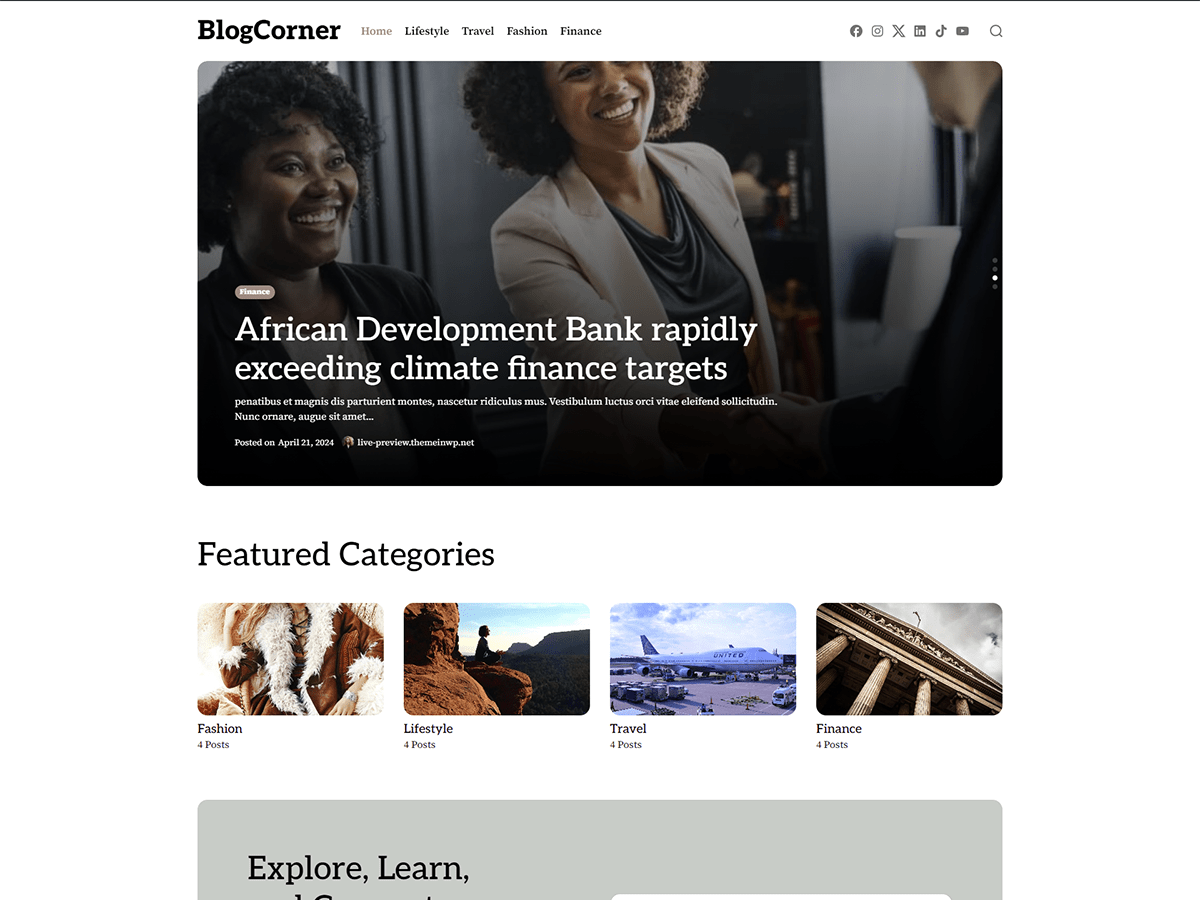 BlogCorner Home Lifestyle Travel Fashion Finance
Finance
African Development Bank rapidly
exceeding climate finance targets
penatibus et magnis dis parturient montes, nascetur ridiculus mus. Vestibulum luctus orci vitae eleifend sollicitudin.
Nunc ornare, augue sit amet...
Posted on April 21, 2024 live-preview.themeinwp.net
Featured Categories
UNITED
Fashion
4 Posts
Lifestyle
4 Posts
Travel
4 Posts
Finance
4 Posts
Explore, Learn,